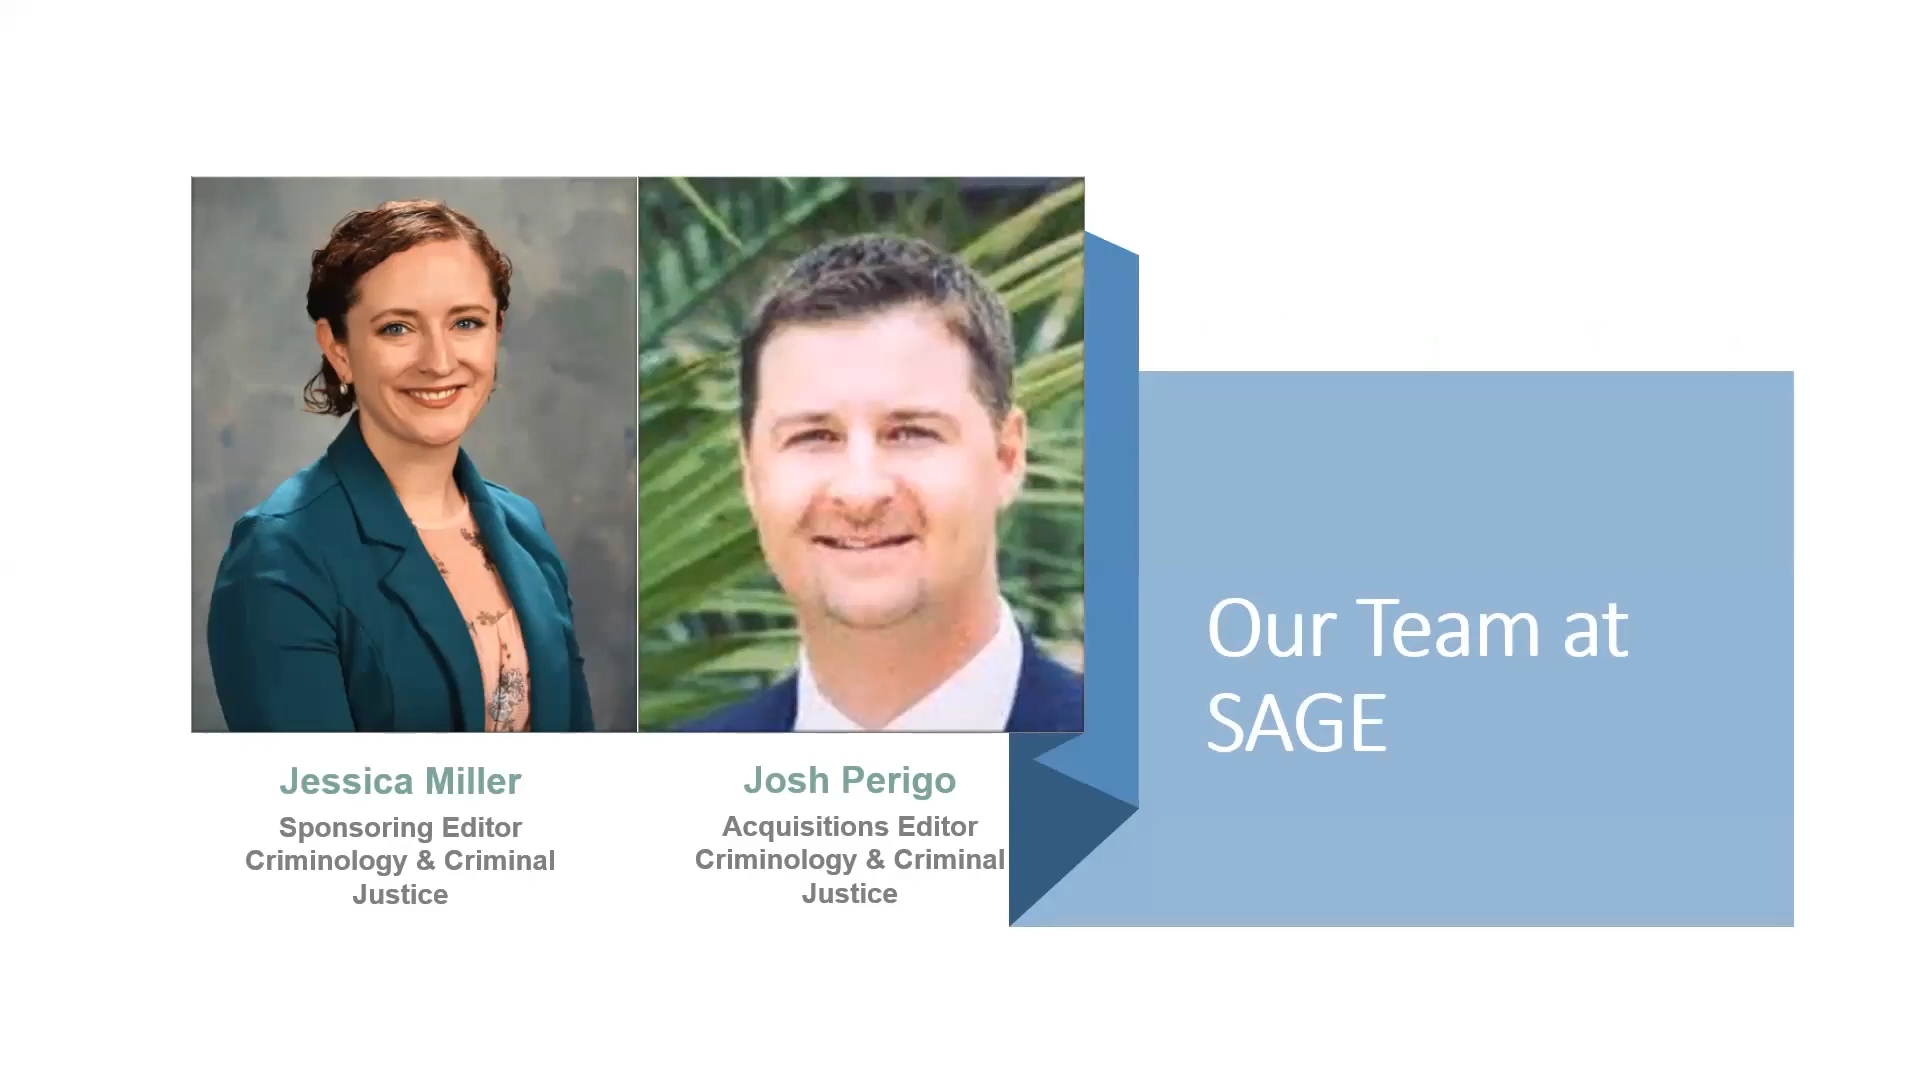 Jessica Miller
Sponsoring Editor
Criminology & Criminal
Justice
Josh Perigo
Acquisitions Editor
Criminology & Criminal
Justice
Our Team at
SAGE